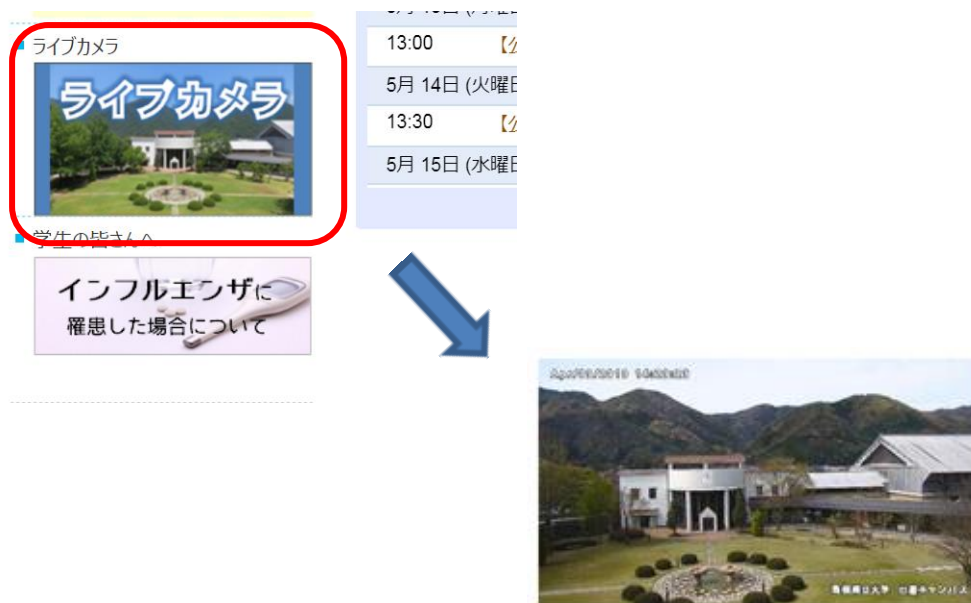 ライブカメラ
ライブカメラ
学生の皆さんへ
インフルエンザに
罹患した場合について
13:00
5月 14日 (火曜日
13:30
5月 15日 (水曜日